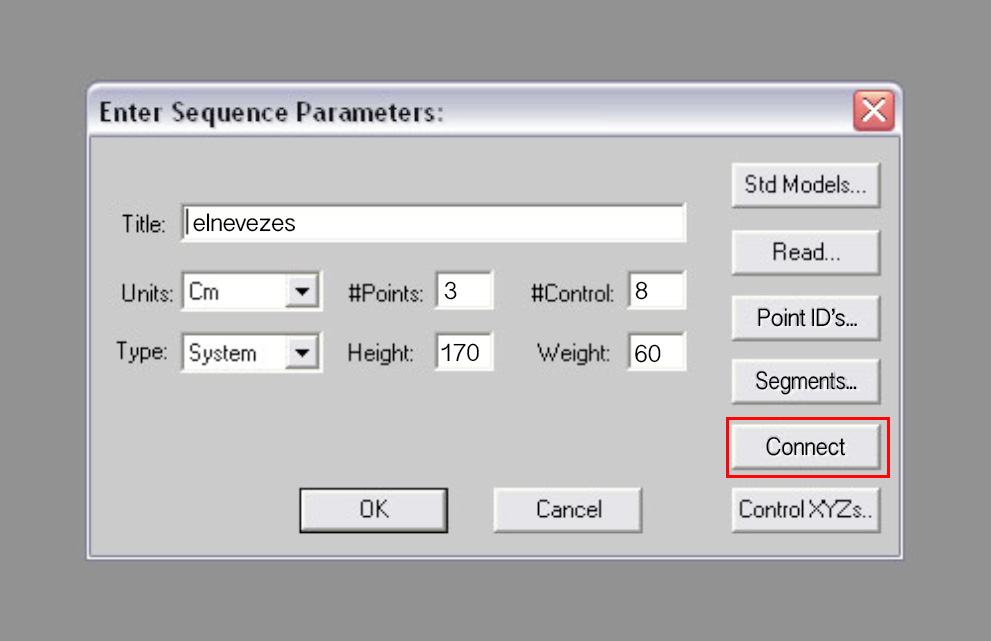 Enter Sequence Parameters:
Std Models...
Title: elnevezes
Read...
Units: Cm #Points: 3 #Control: 8
Point ID's...
Type: System Height: 170 Weight: 60
Segments...
Connect
OK Cancel Control XYZs..